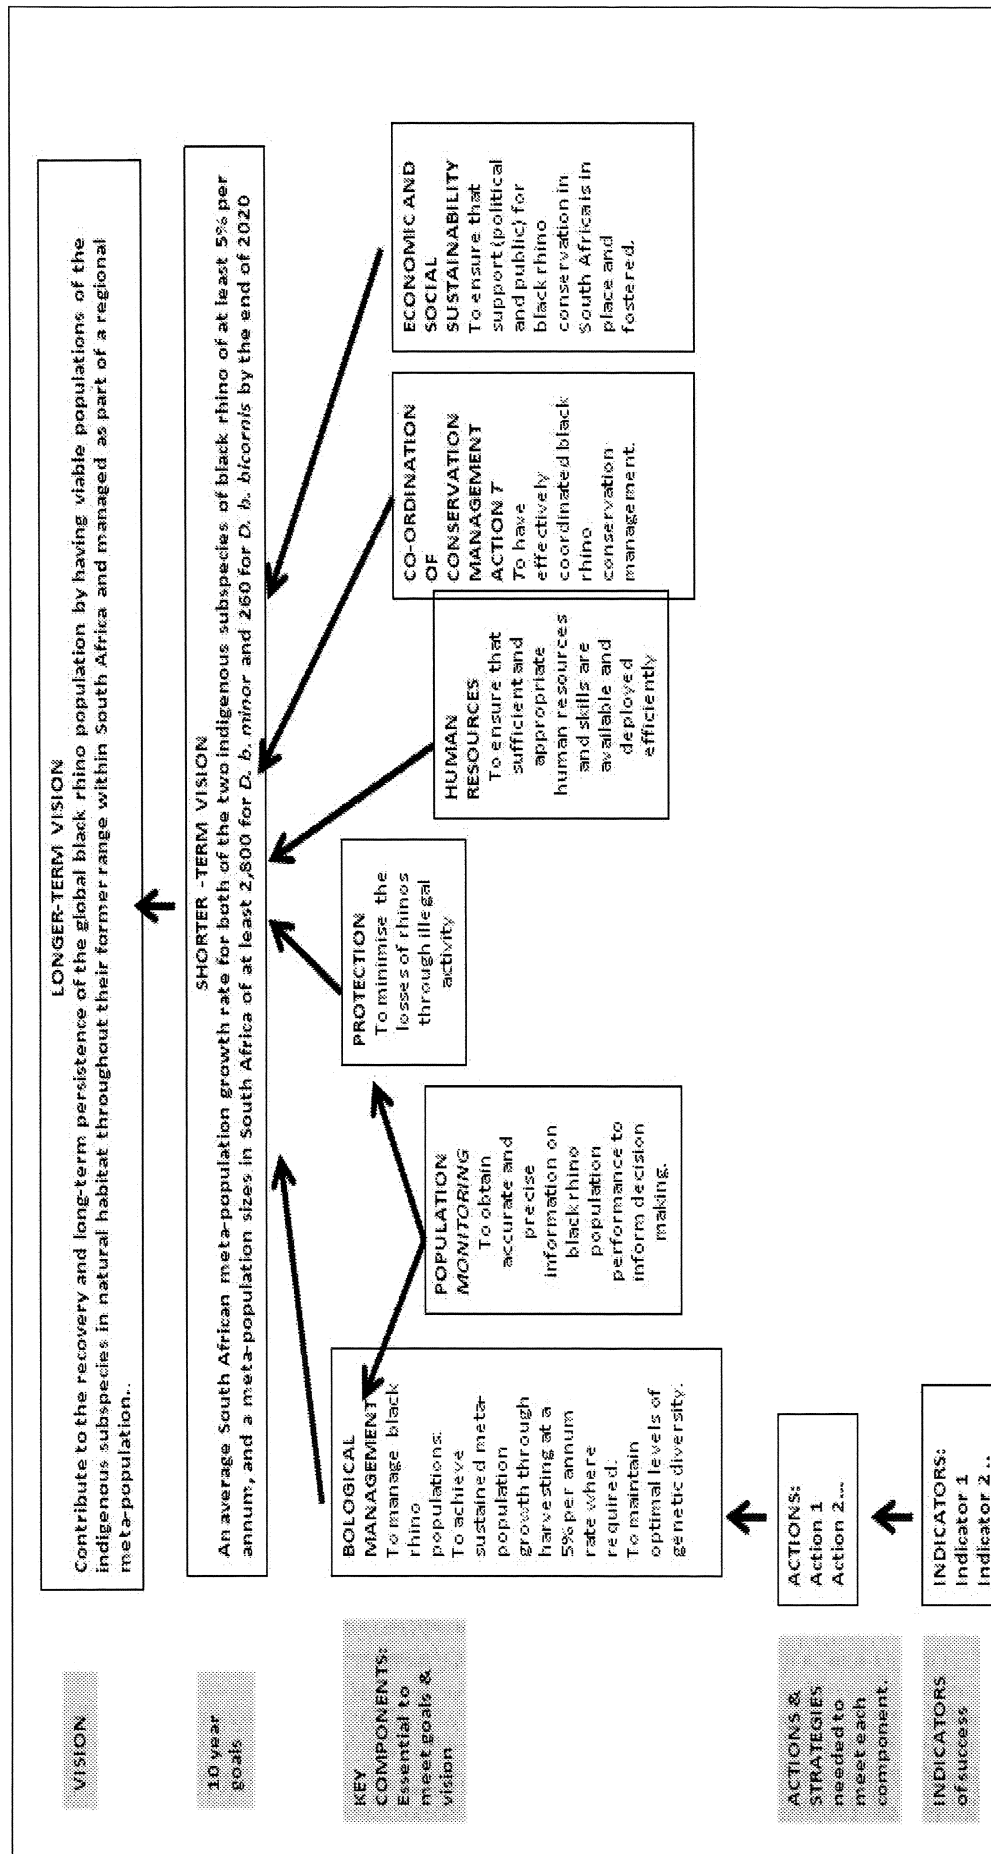 VISION
LONGER-TERM VISION
Contribute to the recovery and long-term persistence of the global black rhino population by having viable populations of the
indigenous subspecies in natural habitat throughout their former range within South Africa and managed as part of a regional
meta-population..
10 year
goals
SHORTER -TERM VISION
An average South African meta-population growth rate for both of the two indigenous subspecies of black rhino of at least 5% per
annum, and a meta-population sizes in South Africa of at least 2,800 for D. b. minor and 260 for D. b. bicornis by the end of 2020
KEY
COMPONENTS:
Essential to
meet goals &
vision
BOLOGICAL
MANAGEMENT
To manage black
rhino
populations:
To achieve
sustained meta-
population
growth through
harvesting at a
5% per annum
rate where
required.
To maintain
optimal levels of
genetic diversity.
POPULATION
MONITORING
To obtain
accurate and
precise
information on
black rhino
population
performance to
inform decision
making.
PROTECTION
To minimise the
losses of rhinos
through illegal
activity
HUMAN
RESOURCES
To ensure that
sufficient and
appropriate
human resources
and skills are
available and
deployed
efficiently
CO-ORDINATION
OF
CONSERVATION
MANAGEMENT
ACTION T
To have
effectively
coordinated black
rhino
conservation
management.
ECONOMIC AND
SOCIAL
SUSTAINABILITY
To ensure that
support (political
and public) for
black rhino
conservation in
South Africa is in
place and
fostered.
ACTIONS &
STRATEGIES
needed to
meet each
component.
ACTIONS:
Action 1
Action 2...
INDICATORS
of success
INDICATORS:
Indicator 1
Indicator 2...